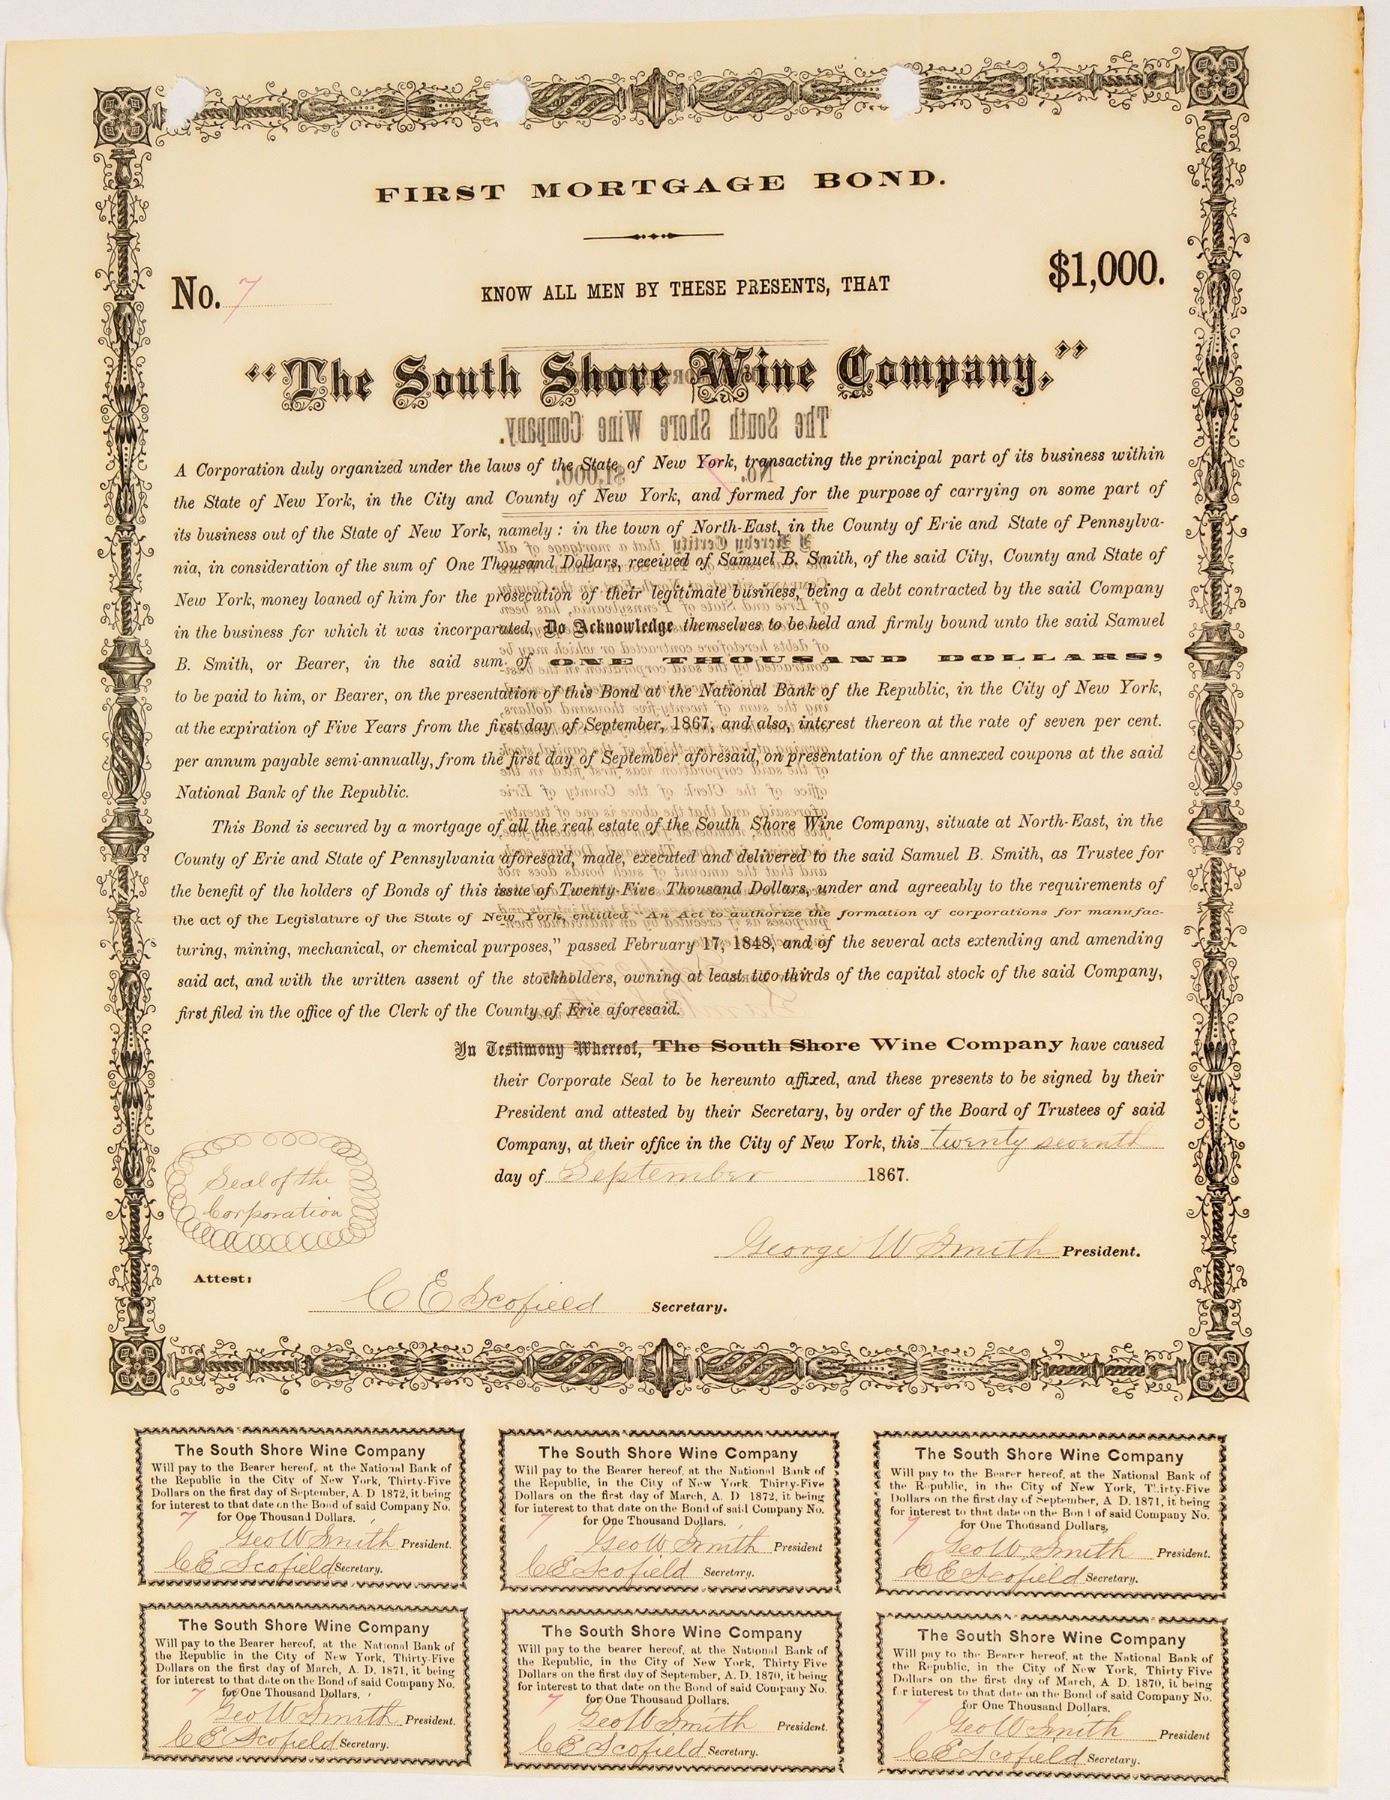 FIRST MORTGAGE BOND.
No. 7
KNOW ALL MEN BY THESE PRESENTS, THAT
$1,000.
"The South Shore Wine Company,"
A Corporation duly organized under the laws of the State of New York, transacting the principal part of its business within
the State of New York, in the City and County of New York, and formed for the purpose of carrying on some part of
its business out of the State of New York, namely: in the town of North-East, in the County of Erie and State of Pennsylva-
nia, in consideration of the sum of One Thousand Dollars, received of Samuel B. Smith, of the said City, County and State of
New York, money loaned of him for the prosecution of their legitimate business, being a debt contracted by the said Company
in the business for which it was incorparated, Do Acknowledge themselves to be held and firmly bound unto the said Samuel
B. Smith, or Bearer, in the said sum of ONE THOUSAND DOLLARS,
to be paid to him, or Bearer, on the presentation of this Bond at the National Bank of the Republic, in the City of New York,
at the expiration of Five Years from the first day of September, 1867, and also, interest thereon at the rate of seven per cent.
per annum payable semi-annually, from the first day of September aforesaid, on presentation of the annexed coupons at the said
National Bank of the Republic.
This Bond is secured by a mortgage of all the real estate of the South Shore Wine Company, situate at North-East, in the
County of Erie and State of Pennsylvania aforesaid, made, executed and delivered to the said Samuel B. Smith, as Trustee for
the benefit of the holders of Bonds of this issue of Twenty-Five Thousand Dollars, under and agreeably to the requirements of
the act of the Legislature of the State of New York, entitled "An Act to authorize the formation of corporations for manufac-
turing, mining, mechanical, or chemical purposes," passed February 17, 1848, and of the several acts extending and amending
said act, and with the written assent of the stockholders, owning at least two thirds of the capital stock of the said Company,
first filed in the office of the Clerk of the County of Erie aforesaid.
In Testimony Whereof, The South Shore Wine Company have caused
their Corporate Seal to be hereunto affixed, and these presents to be signed by their
President and attested by their Secretary, by order of the Board of Trustees of said
Company, at their office in the City of New York, this twenty seventh
day of September 1867.
Seal of the
Corporation
George W Smith President.
Attest:
C E Scofield Secretary.
The South Shore Wine Company
Will pay to the Bearer hereof, at the National Bank of
the Republic in the City of New York, Thirty-Five
Dollars on the first day of September, A. D 1872, it being
for interest to that date on the Bond of said Company No.
7 for One Thousand Dollars.
Geo W Smith President.
C E Scofield Secretary.
The South Shore Wine Company
Will pay to the Bearer hereof, at the National Bank of
the Republic, in the City of New York Thirty-Five
Dollars on the first day of March, A. D 1872, it being
for interest to that date on the Bond of said Company No.
7 for One Thousand Dollars.
Geo W Smith President
C E Scofield Secretary.
The South Shore Wine Company
Will pay to the Bearer hereof, at the National Bank of
the Republic, in the City of New York, Thirty-Five
Dollars on the first day of September, A D. 1871, it being
for interest to that date on the Bond of said Company No.
7 for One Thousand Dollars,
Geo W Smith President.
C E Scofield Secretary.
The South Shore Wine Company
Will pay to the Bearer hereof, at the National Bank of
the Republic in the City of New York, Thirty-Five
Dollars on the first day of March, A. D. 1871, it being
for interest to that date on the Bond of said Company No.
7 for One Thousand Dollars.
Geo W Smith President.
C E Scofield Secretary.
The South Shore Wine Company
Will pay to the bearer hereof, at the National Bank of
the Republic, in the City of New York, Thirty Five
Dollars on the first day of September, A. D. 1870, it being
for interest to that date on the Bond of said Company No.
7 for One Thousand Dollars.
Geo W Smith President.
C E Scofield Secretary.
The South Shore Wine Company
Will pay to the Bearer hereof, at the National Bank of
the Republic, in the City of New York, Thirty Five
Dollars on the first day of March, A D. 1870, it being
for interest to that date on the Bond of said Company No.
7 for One Thousand Dollars.
Geo W Smith President
C E Scofield Secretary.